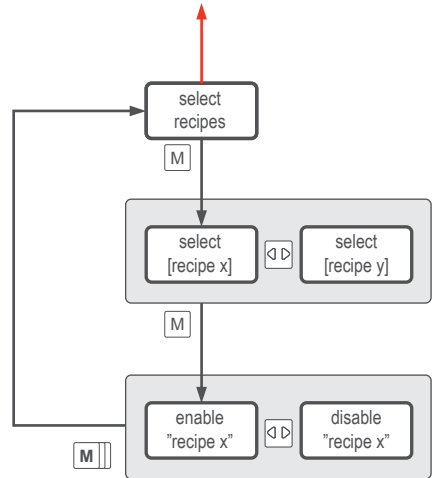 select
recipes
M
select
[recipe x]
select
[recipe y]
M
enable
”recipe x”
disable
”recipe x”
M